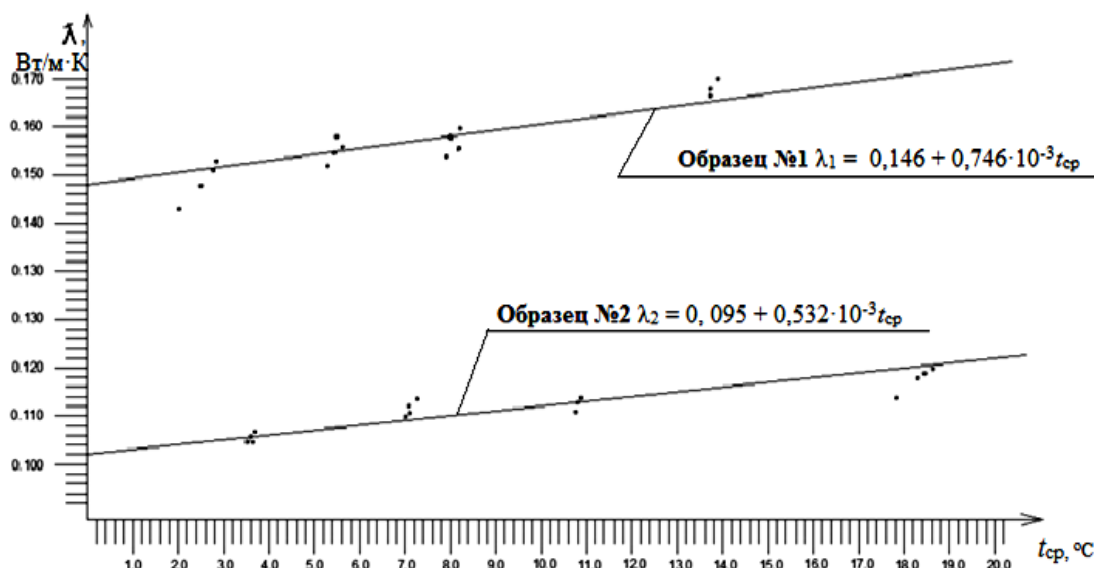 λ,
Вт/м·К
0.170
0.160
0.150
0.140
0.130
0.120
0.110
0.100
Образец №1 λ₁ = 0,146 + 0,746·10⁻³tср
Образец №2 λ₂ = 0, 095 + 0,532·10⁻³tср
1.0 2.0 3.0 4.0 5.0 6.0 7.0 8.0 9.0 10.0 11.0 12.0 13.0 14.0 15.0 16.0 17.0 18.0 19.0 20.0
tср, °C